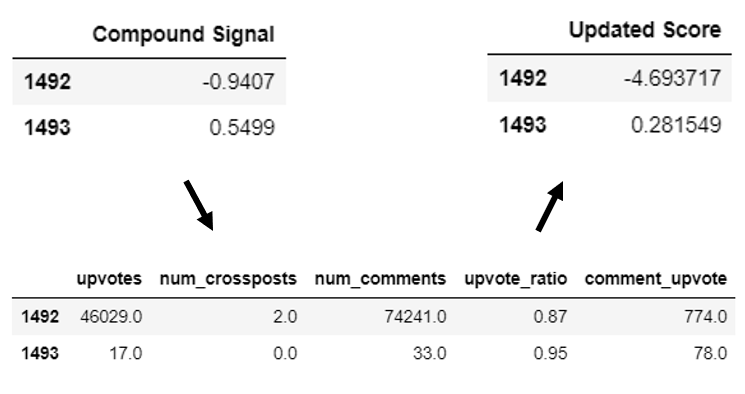 Compound Signal
1492 -0.9407
1493 0.5499
Updated Score
1492 -4.693717
1493 0.281549
upvotes num_crossposts num_comments upvote_ratio comment_upvote
1492 46029.0 2.0 74241.0 0.87 774.0
1493 17.0 0.0 33.0 0.95 78.0